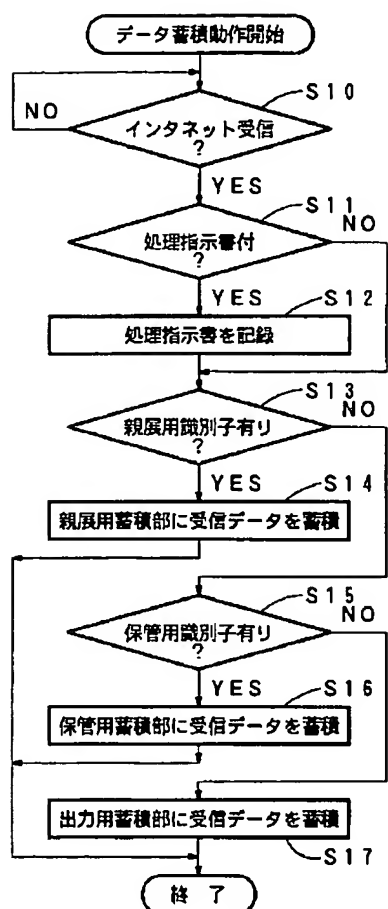 データ蓄積動作開始
S10
NO
インタネット受信
?
YES
S11
NO
処理指示書付
?
YES
S12
処理指示書を記録
S13
NO
親展用識別子有り
?
YES
S14
親展用蓄積部に受信データを蓄積
S15
NO
保管用識別子有り
?
YES
S16
保管用蓄積部に受信データを蓄積
出力用蓄積部に受信データを蓄積
S17
終了